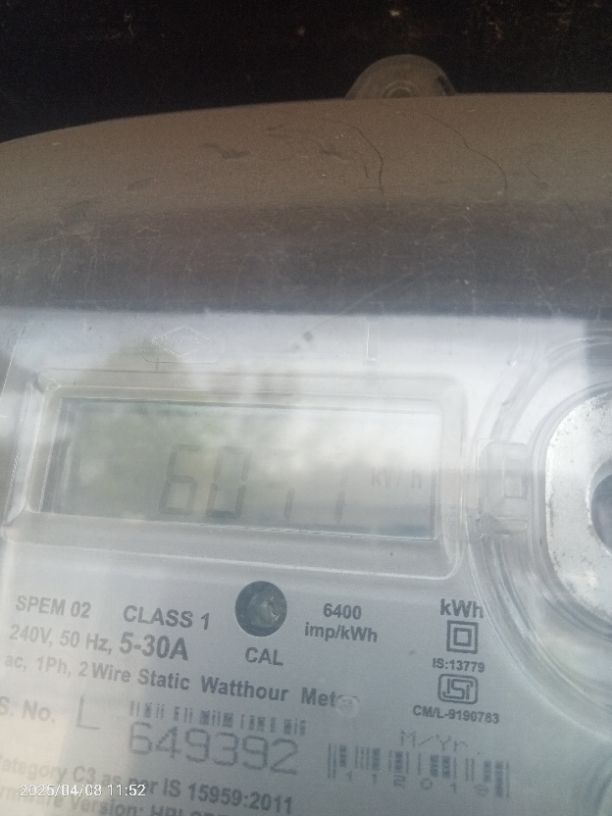 kWh
SPEM 02 CLASS 1 6400 kWh
240V, 50 Hz, 5-30A imp/kWh
CAL IS:13779
ac, 1Ph, 2 Wire Static Watthour
S. No. L 649392 CM/L-9190783
M/Yr.
Category C3 as per IS 15959:2011
Version:
2025/04/08 11:52